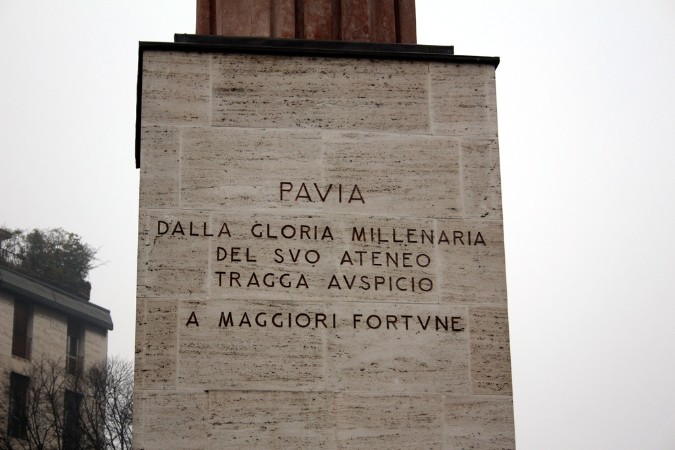 PAVIA
DALLA GLORIA MILLENARIA
DEL SVO ATENEO
TRAGGA AVSPICIO
A MAGGIORI FORTVNE